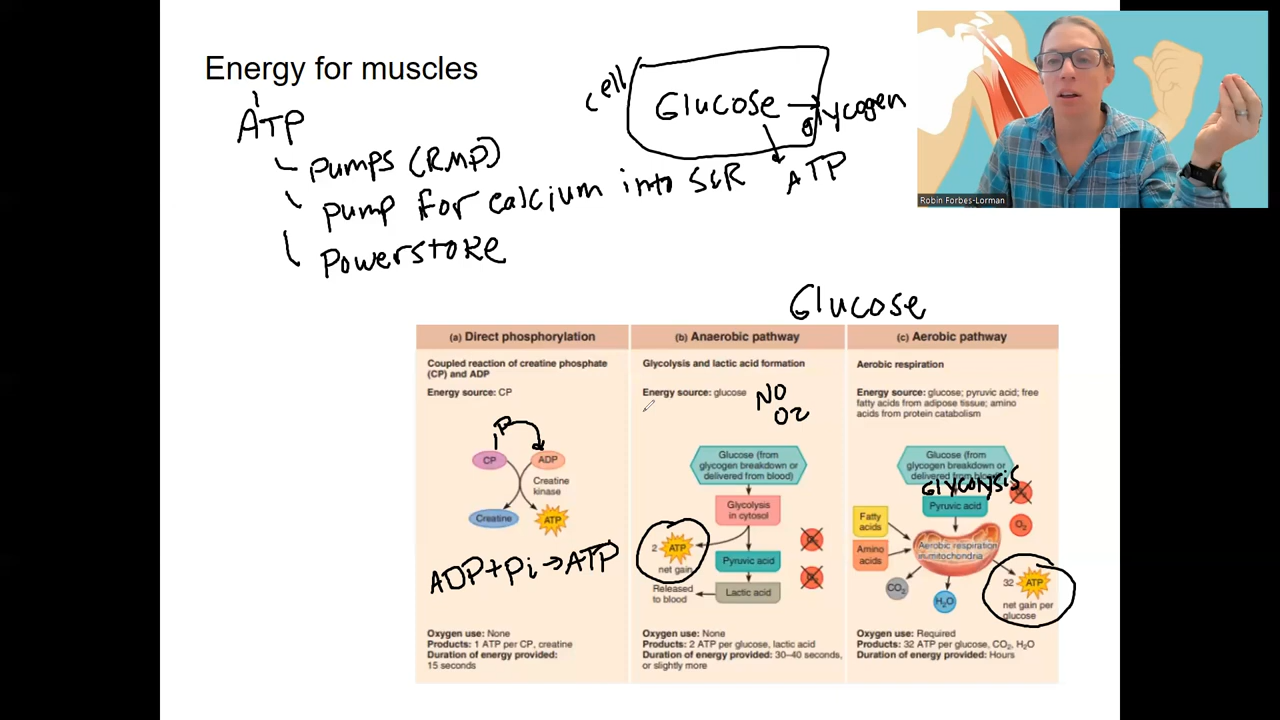 Energy for muscles
ATP
Pumps (RMP)
Pump for calcium into SR
Powerstoke
cell
Glucose
glycogen
ATP
Robin Forbes-Lorman
Glucose
(a) Direct phosphorylation
Coupled reaction of creatine phosphate
(CP) and ADP
Energy source: CP
P
CP
ADP
Creatine
kinase
Creatine
ATP
ADP+Pi→ATP
Oxygen use: None
Products: 1 ATP per CP, creatine
Duration of energy provided:
15 seconds
(b) Anaerobic pathway
Glycolysis and lactic acid formation
Energy source: glucose
NO
O2
Glucose (from
glycogen breakdown or
delivered from blood)
Glycolysis
in cytosol
2 ATP
net gain
O2
Pyruvic acid
O2
Released
to blood
Lactic acid
Oxygen use: None
Products: 2 ATP per glucose, lactic acid
Duration of energy provided: 30–40 seconds,
or slightly more
(c) Aerobic pathway
Aerobic respiration
Energy source: glucose; pyruvic acid; free
fatty acids from adipose tissue; amino
acids from protein catabolism
Glucose (from
glycogen breakdown or
delivered from blood)
Glycolysis
O2
Pyruvic acid
O2
Fatty
acids
Amino
acids
Aerobic respiration
in mitochondria
CO2
H2O
32 ATP
net gain per
glucose
Oxygen use: Required
Products: 32 ATP per glucose, CO2, H2O
Duration of energy provided: Hours